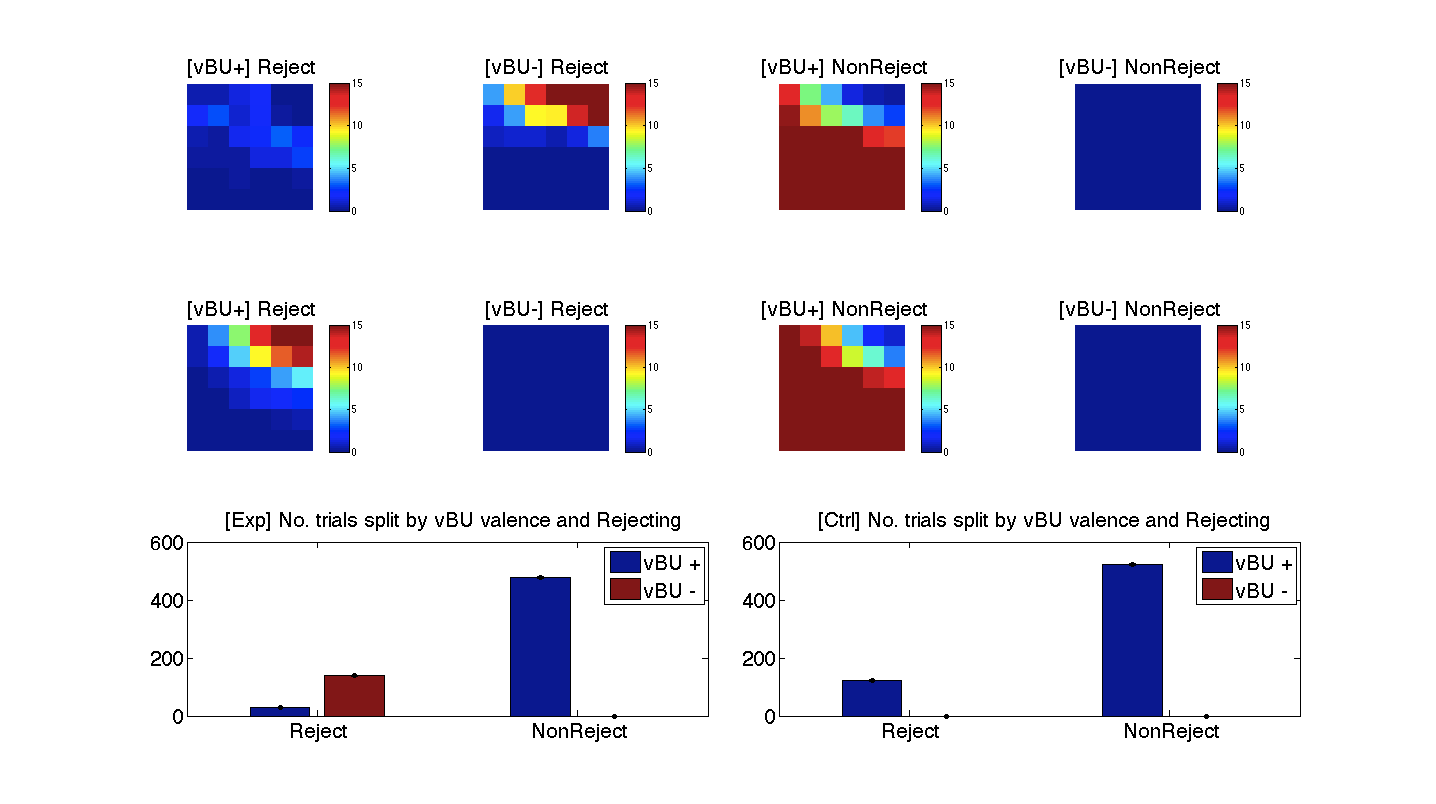 [vBU+] Reject
[vBU-] Reject
[vBU+] NonReject
[vBU-] NonReject
15
10
5
0
15
10
5
0
15
10
5
0
15
10
5
0
[vBU+] Reject
[vBU-] Reject
[vBU+] NonReject
[vBU-] NonReject
15
10
5
0
15
10
5
0
15
10
5
0
15
10
5
0
[Exp] No. trials split by vBU valence and Rejecting
600
400
200
0
vBU +
vBU -
Reject
NonReject
[Ctrl] No. trials split by vBU valence and Rejecting
600
400
200
0
vBU +
vBU -
Reject
NonReject